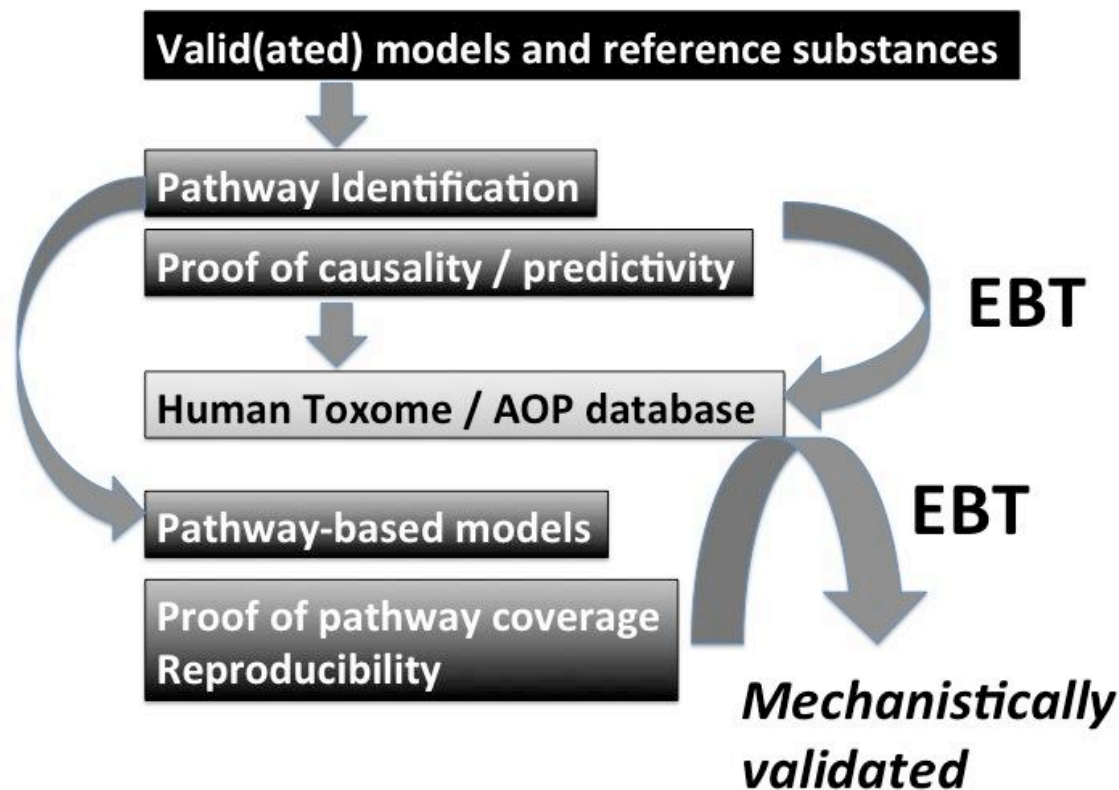 Valid(ated) models and reference substances
Pathway Identification
Proof of causality / predictivity
EBT
Human Toxome / AOP database
EBT
Pathway-based models
Proof of pathway coverage
Reproducibility
Mechanistically
validated